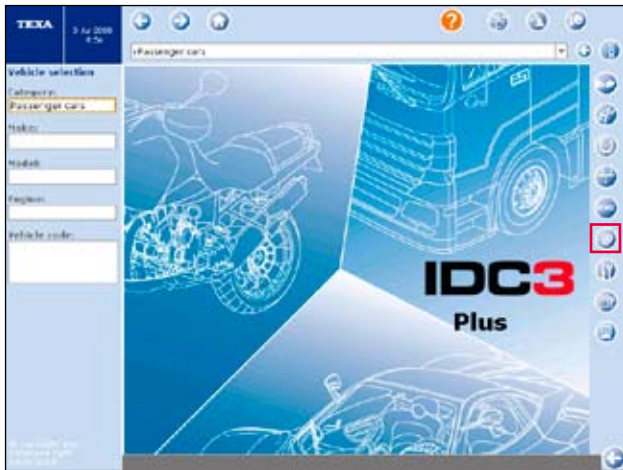 TEXA
Passenger cars
Vehicle selection
Category:
Passenger cars
Make:
Model:
Engine:
Vehicle code:
IDC3
Plus